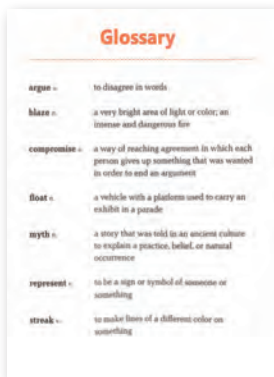 Glossary
argue v. to disagree in words
blaze n. a very bright area of light or color; an
intense and dangerous fire
compromise n. a way of reaching agreement in which each
person gives up something that was wanted
in order to end an argument
float n. a vehicle with a platform used to carry an
exhibit in a parade
myth n. a story that was told in an ancient culture
to explain a practice, belief, or natural
occurrence
represent v. to be a sign or symbol of someone or
something
streak v. to make lines of a different color on
something